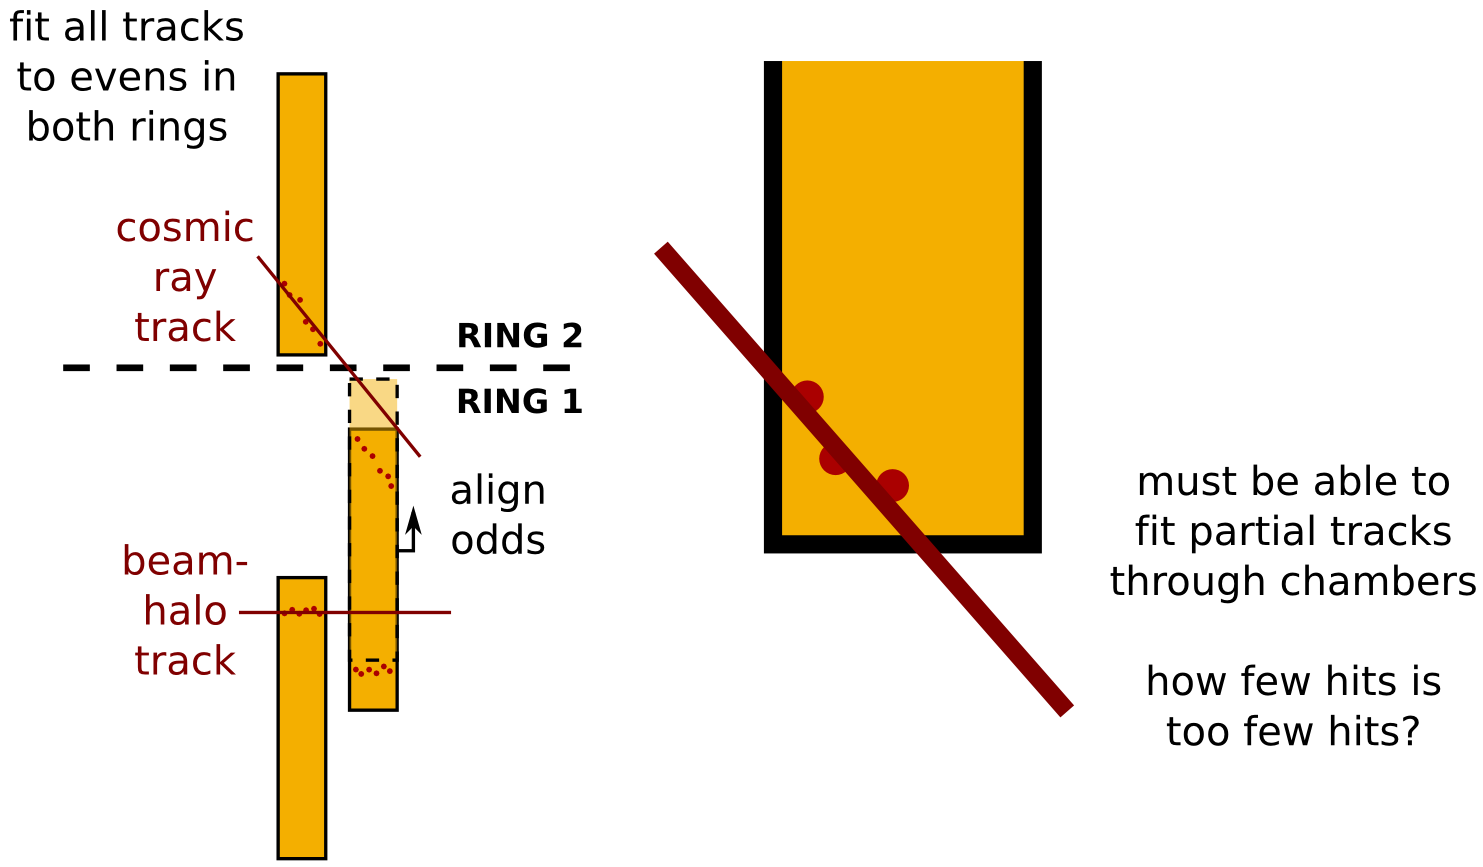 fit all tracks
to evens in
both rings
cosmic
ray
track
RING 2
RING 1
align
odds
beam-
halo
track
must be able to
fit partial tracks
through chambers
how few hits is
too few hits?